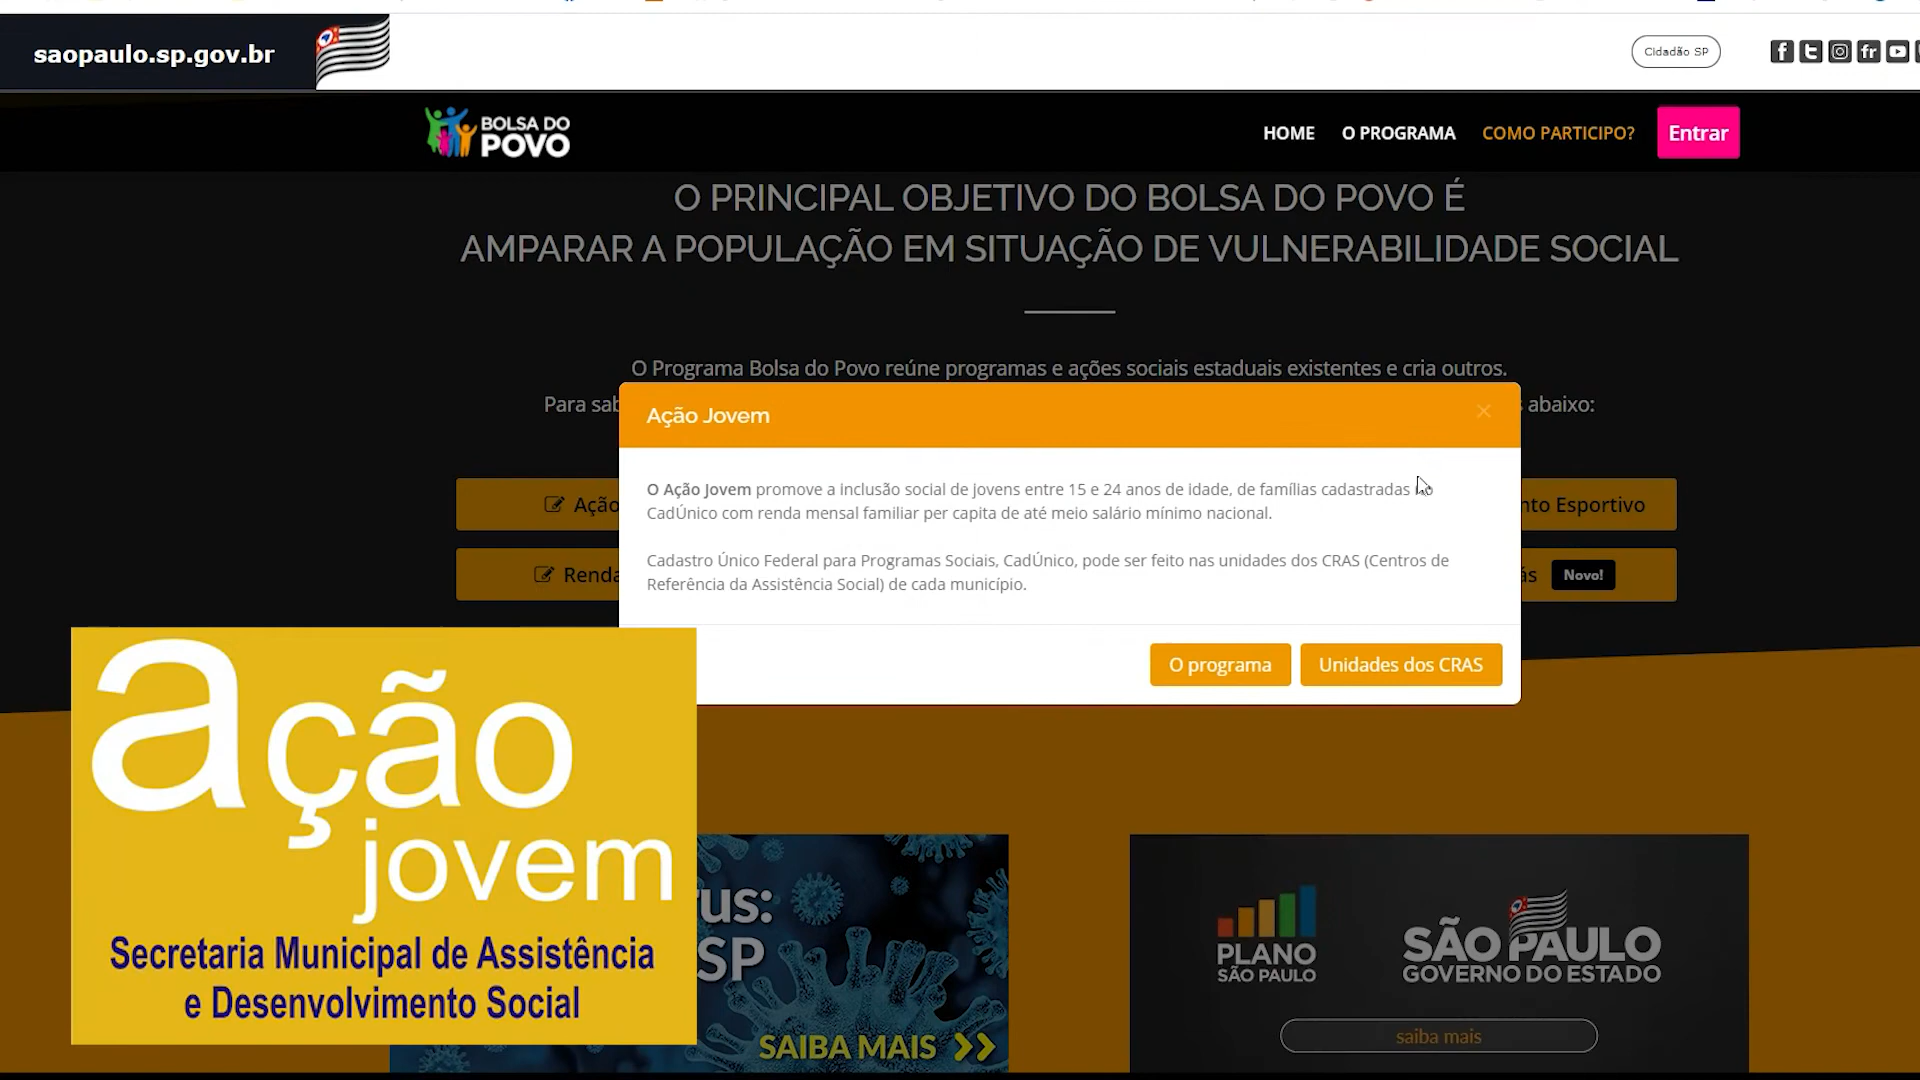 saopaulo.sp.gov.br
Cidadão SP
BOLSA DO
POVO
HOME
O PROGRAMA
COMO PARTICIPO?
Entrar
O PRINCIPAL OBJETIVO DO BOLSA DO POVO É
AMPARAR A POPULAÇÃO EM SITUAÇÃO DE VULNERABILIDADE SOCIAL
O Programa Bolsa do Povo reúne programas e ações sociais estaduais existentes e cria outros.
Para abaixo:
Ação Jovem
×
O Ação Jovem promove a inclusão social de jovens entre 15 e 24 anos de idade, de famílias cadastradas
CadÚnico com renda mensal familiar per capita de até meio salário mínimo nacional.
Cadastro Único Federal para Programas Sociais, CadÚnico, pode ser feito nas unidades dos CRAS (Centros de
Referência da Assistência Social) de cada município.
O programa
Unidades dos CRAS
Ação
Esportivo
Renda
Novo!
ação
jovem
Secretaria Municipal de Assistência
e Desenvolvimento Social
SP
SAIBA MAIS
PLANO
SÃO PAULO
SÃO PAULO
GOVERNO DO ESTADO
saiba mais